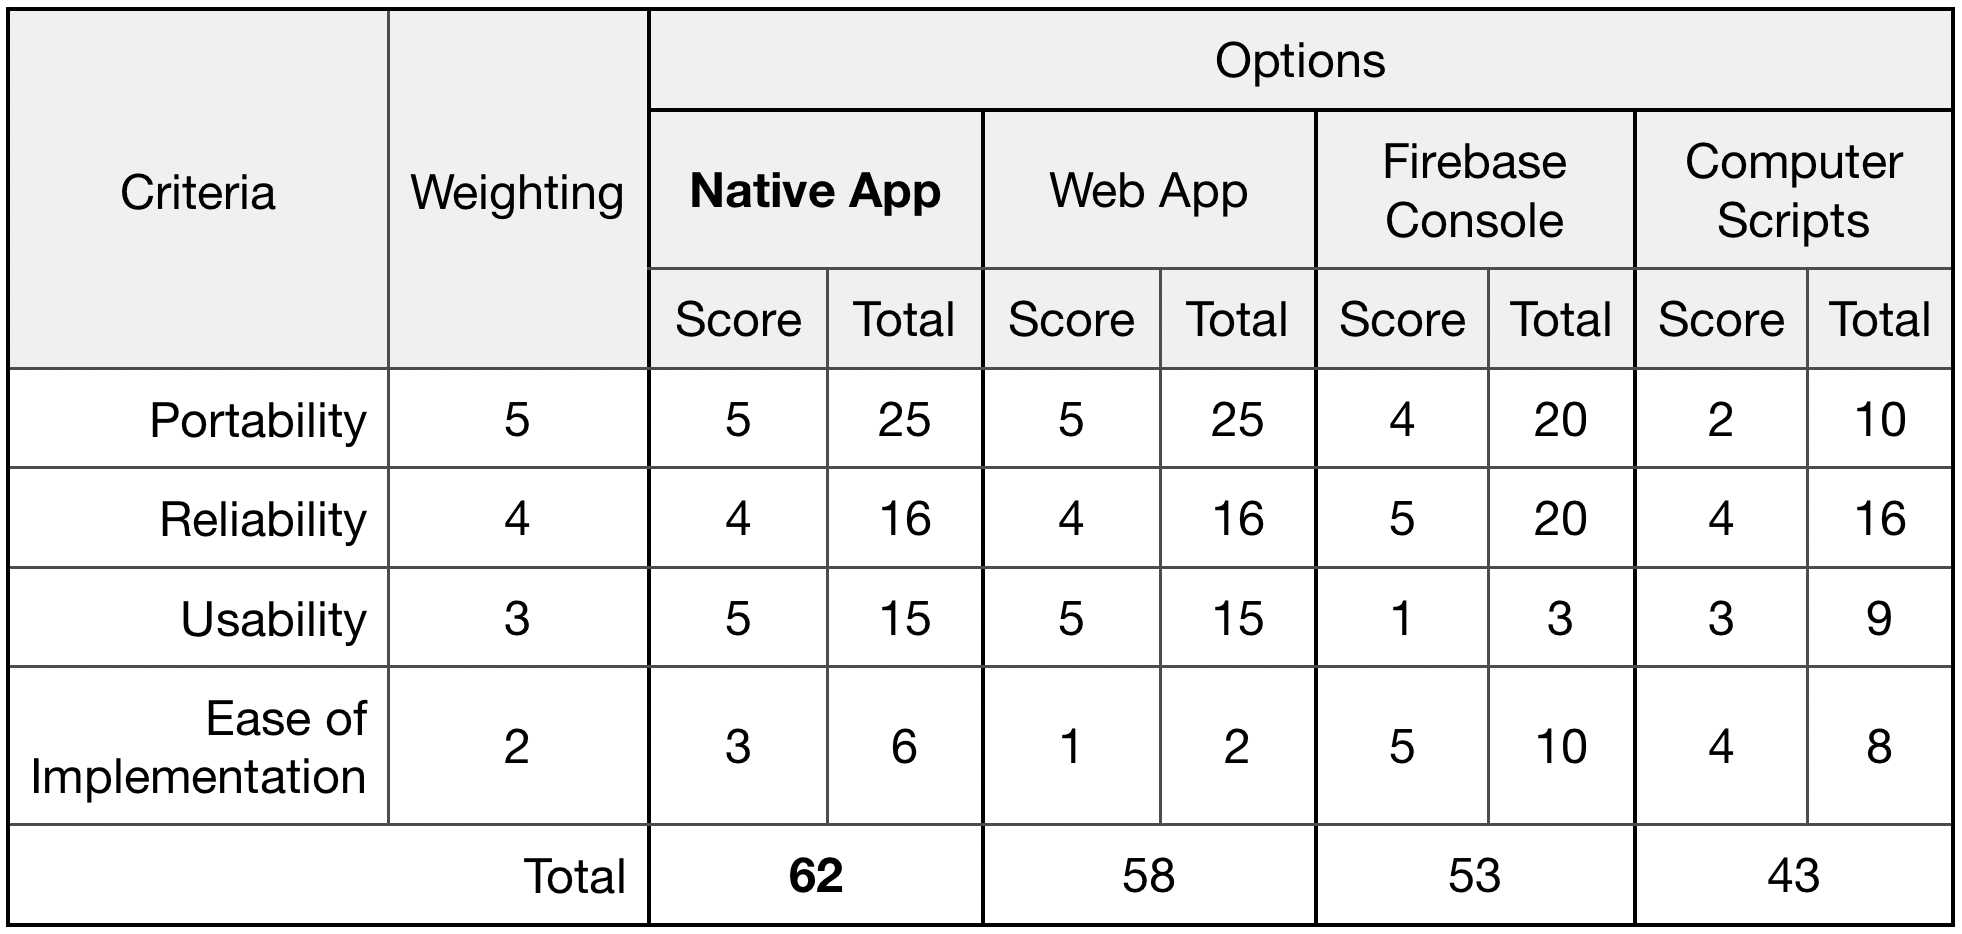 Options
Criteria Weighting Native App Web App Firebase Console Computer Scripts
Score Total Score Total Score Total Score Total
Portability 5 5 25 5 25 4 20 2 10
Reliability 4 4 16 4 16 5 20 4 16
Usability 3 5 15 5 15 1 3 3 9
Ease of Implementation 2 3 6 1 2 5 10 4 8
Total 62 58 53 43